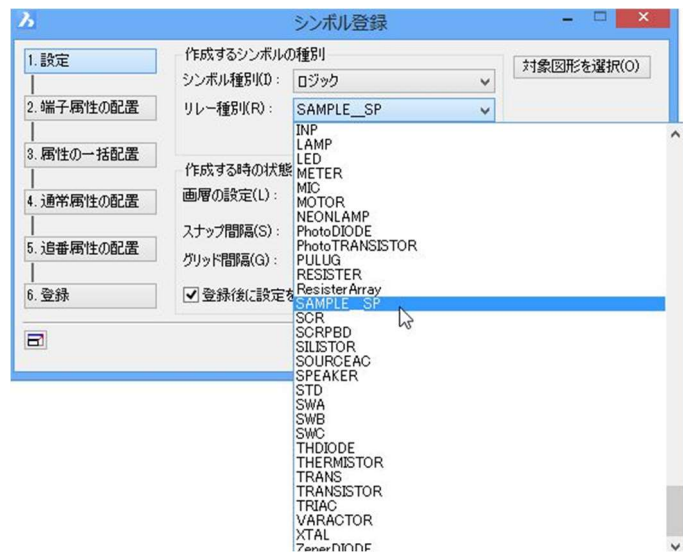 シンボル登録
1.設定
2.端子属性の配置
3.属性の一括配置
4.通常属性の配置
5.追番属性の配置
6.登録
作成するシンボルの種別
シンボル種別(I):
ロジック
リレー種別(R):
SAMPLE__SP
対象図形を選択(O)
作成する時の状態
画層の設定(L):
スナップ間隔(S):
グリッド間隔(G):
登録後に設定を
INP
LAMP
LED
METER
MIC
MOTOR
NEONLAMP
PhotoDIODE
PhotoTRANSISTOR
PULUG
RESISTER
ResisterArray
SAMPLE__SP
SCR
SCRPBD
SILISTOR
SOURCEAC
SPEAKER
STD
SWA
SWB
SWC
THDIODE
THERMISTOR
TRANS
TRANSISTOR
TRIAC
VARACTOR
XTAL
ZenerDIODE